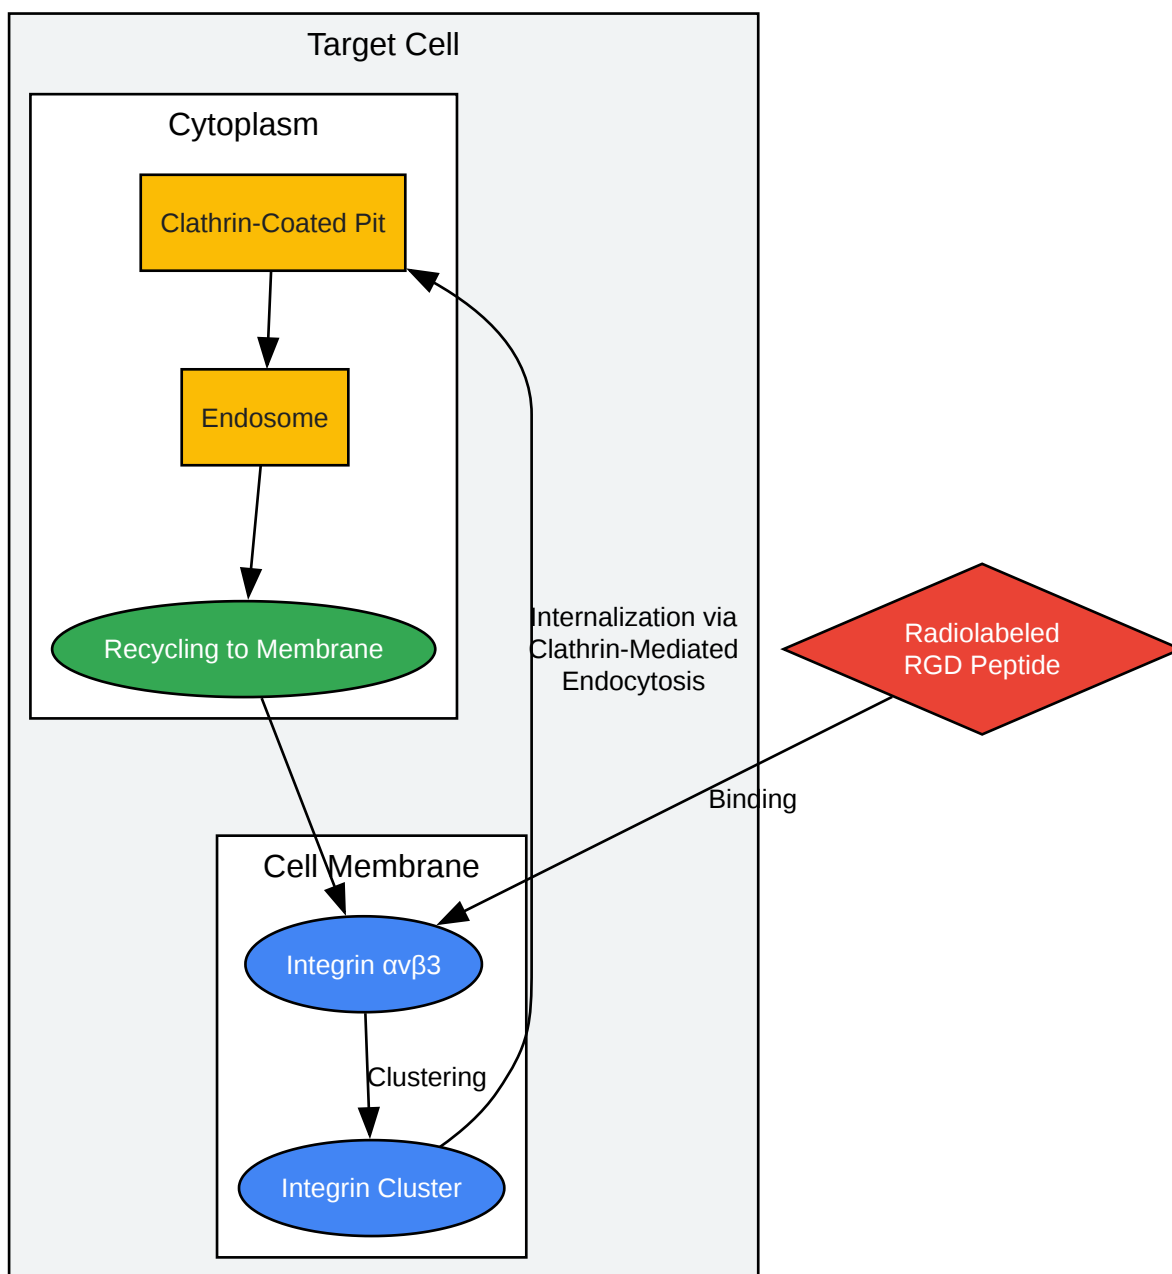 Target Cell
Cytoplasm
Clathrin-Coated Pit
Endosome
Recycling to Membrane
Internalization via
Clathrin-Mediated
Endocytosis
Radiolabeled
RGD Peptide
Binding
Cell Membrane
Integrin αvβ3
Clustering
Integrin Cluster